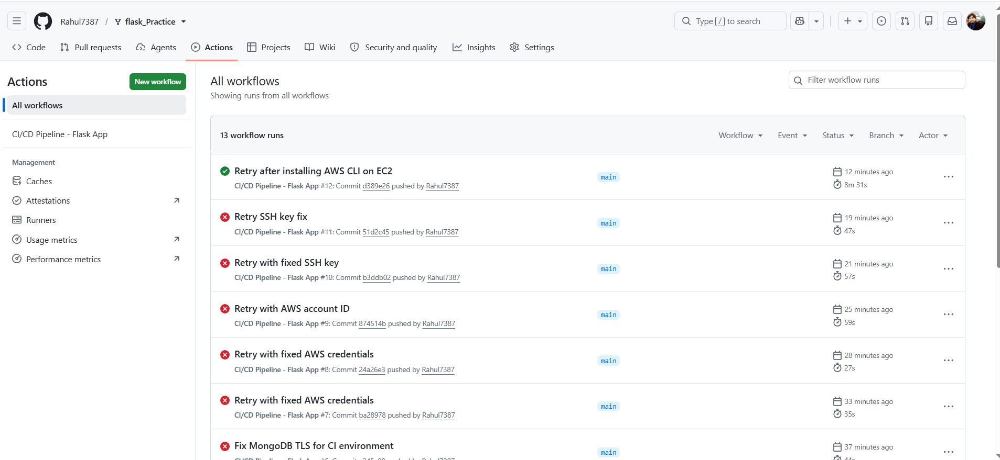 Rahul7387 / flask_Practice
Type / to search
Code
Pull requests
Agents
Actions
Projects
Wiki
Security and quality
Insights
Settings
Actions
New workflow
All workflows
CI/CD Pipeline - Flask App
Management
Caches
Attestations
Runners
Usage metrics
Performance metrics
All workflows
Showing runs from all workflows
Filter workflow runs
13 workflow runs
Workflow
Event
Status
Branch
Actor
Retry after installing AWS CLI on EC2
CI/CD Pipeline - Flask App #12: Commit d389e26 pushed by Rahul7387
main
12 minutes ago
8m 31s
Retry SSH key fix
CI/CD Pipeline - Flask App #11: Commit 51d2c45 pushed by Rahul7387
main
19 minutes ago
47s
Retry with fixed SSH key
CI/CD Pipeline - Flask App #10: Commit b3ddb02 pushed by Rahul7387
main
21 minutes ago
57s
Retry with AWS account ID
CI/CD Pipeline - Flask App #9: Commit 874514b pushed by Rahul7387
main
25 minutes ago
59s
Retry with fixed AWS credentials
CI/CD Pipeline - Flask App #8: Commit 24a26e3 pushed by Rahul7387
main
28 minutes ago
27s
Retry with fixed AWS credentials
CI/CD Pipeline - Flask App #7: Commit ba28978 pushed by Rahul7387
main
33 minutes ago
35s
Fix MongoDB TLS for CI environment
main
37 minutes ago